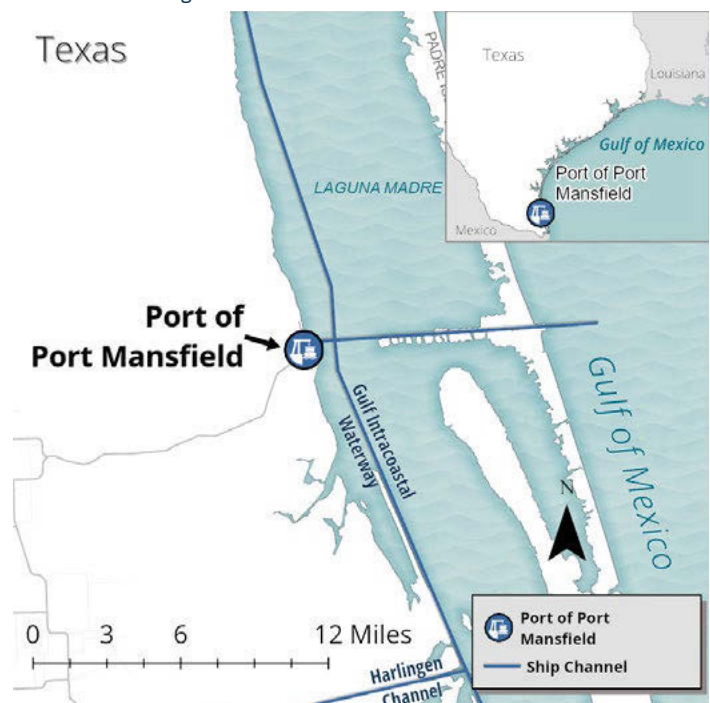 Texas
PADRE IS
Texas
Louisiana
Gulf of Mexico
Port of Port
Mansfield
Mexico
LAGUNA MADRE
Port of
Port Mansfield
Gulf Intracoastal
Waterway
Gulf of Mexico
N
0 3 6 12 Miles
Harlingen
Channel
Port of Port
Mansfield
Ship Channel